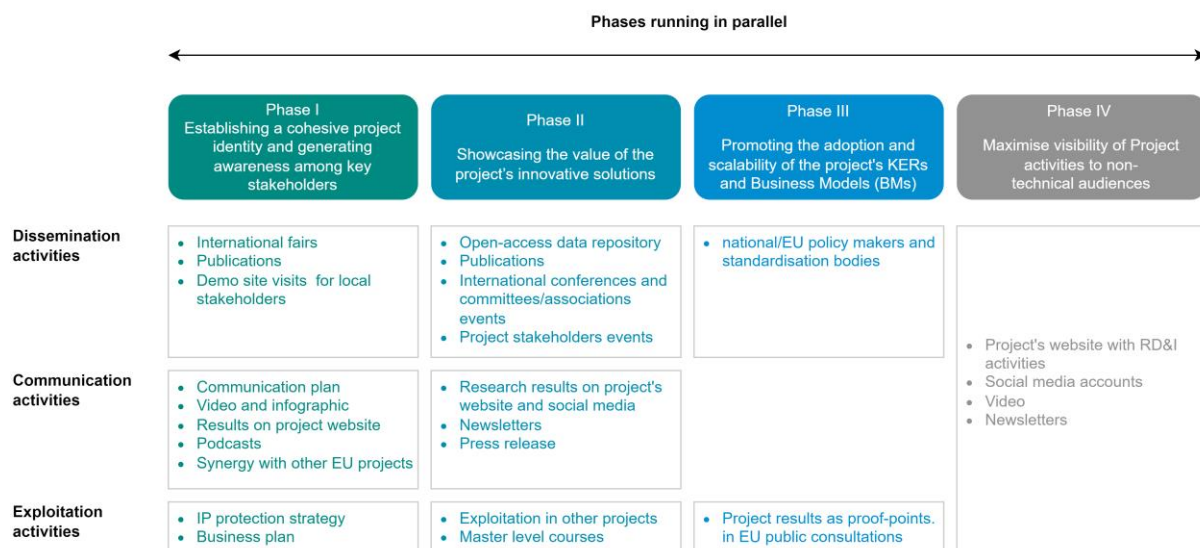 Phases running in parallel
Phase I
Establishing a cohesive project
identity and generating
awareness among key
stakeholders
Phase II
Showcasing the value of the
project's innovative solutions
Phase III
Promoting the adoption and
scalability of the project's KERs
and Business Models (BMs)
Phase IV
Maximise visibility of Project
activities to non-
technical audiences
Dissemination
activities
• International fairs
• Publications
• Demo site visits for local
stakeholders
• Open-access data repository
• Publications
• International conferences and
committees/associations
events
• Project stakeholders events
• national/EU policy makers and
standardisation bodies
• Project's website with RD&I
activities
• Social media accounts
• Video
• Newsletters
Communication
activities
• Communication plan
• Video and infographic
• Results on project website
• Podcasts
• Synergy with other EU projects
• Research results on project's
website and social media
• Newsletters
• Press release
Exploitation
activities
• IP protection strategy
• Business plan
• Exploitation in other projects
• Master level courses
• Project results as proof-points.
in EU public consultations